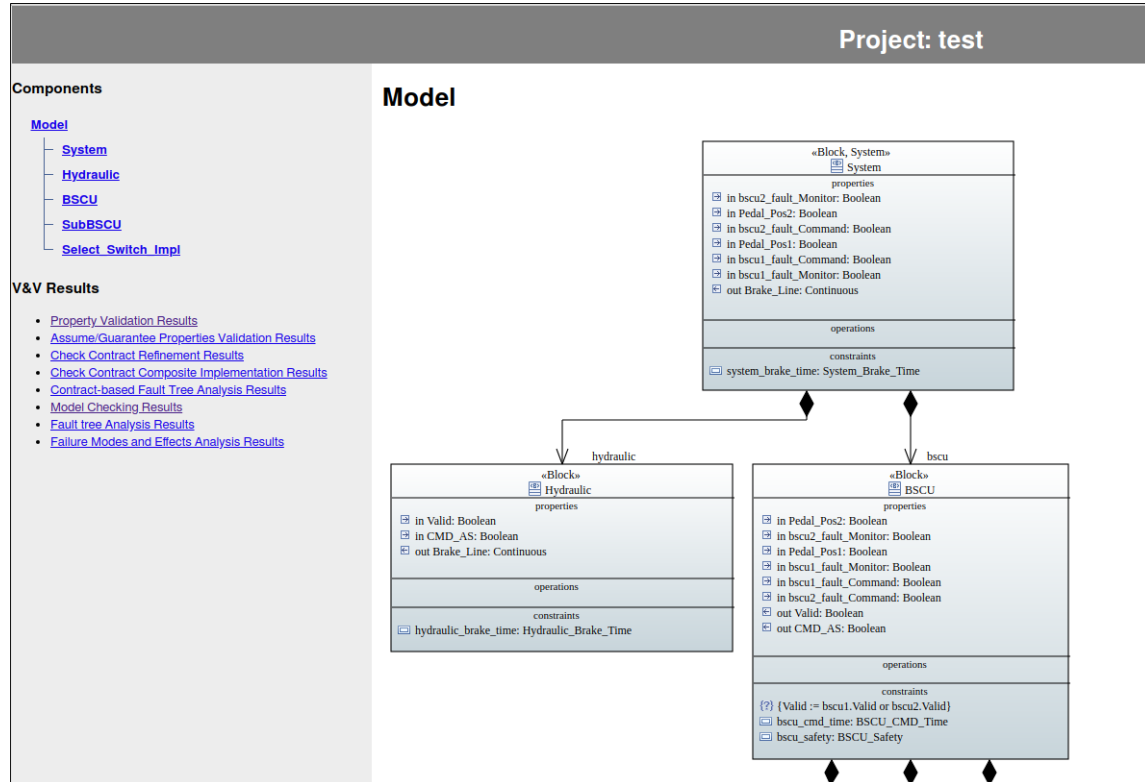 Project: test
Components
Model
System
Hydraulic
BSCU
SubBSCU
Select_Switch_Impl
V&V Results
Property Validation Results
Assume/Guarantee Properties Validation Results
Check Contract Refinement Results
Check Contract Composite Implementation Results
Contract-based Fault Tree Analysis Results
Model Checking Results
Fault tree Analysis Results
Failure Modes and Effects Analysis Results
Model
«Block, System»
System
properties
in bscu2_fault_Monitor: Boolean
in Pedal_Pos2: Boolean
in bscu2_fault_Command: Boolean
in Pedal_Pos1: Boolean
in bscu1_fault_Command: Boolean
in bscu1_fault_Monitor: Boolean
out Brake_Line: Continuous
operations
constraints
system_brake_time: System_Brake_Time
hydraulic
«Block»
Hydraulic
properties
in Valid: Boolean
in CMD_AS: Boolean
out Brake_Line: Continuous
operations
constraints
hydraulic_brake_time: Hydraulic_Brake_Time
bscu
«Block»
BSCU
properties
in Pedal_Pos2: Boolean
in bscu2_fault_Monitor: Boolean
in Pedal_Pos1: Boolean
in bscu1_fault_Monitor: Boolean
in bscu1_fault_Command: Boolean
in bscu2_fault_Command: Boolean
out Valid: Boolean
out CMD_AS: Boolean
operations
constraints
{?} {Valid := bscu1.Valid or bscu2.Valid}
bscu_cmd_time: BSCU_CMD_Time
bscu_safety: BSCU_Safety